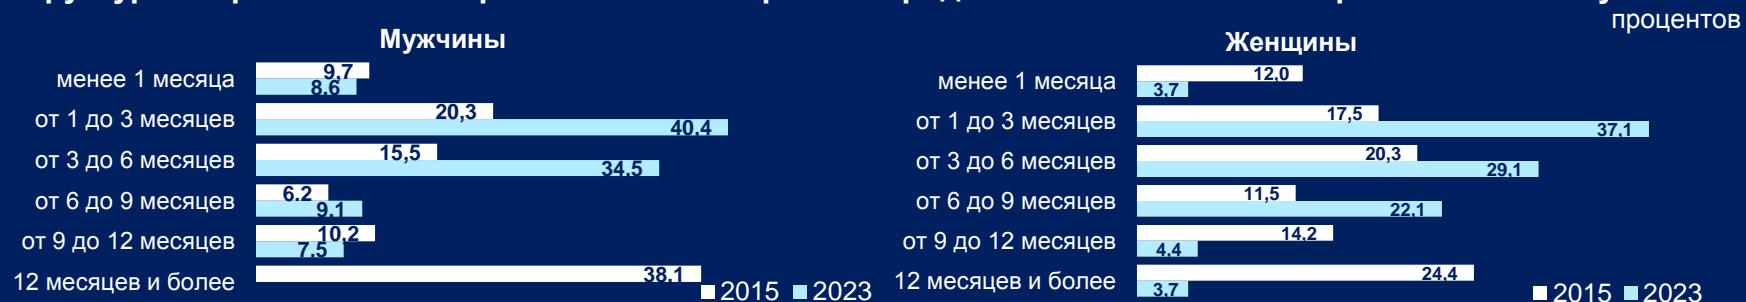 процентов
Мужчины
менее 1 месяца
9,7
8,6
от 1 до 3 месяцев
20,3
40,4
от 3 до 6 месяцев
15,5
34,5
от 6 до 9 месяцев
6,2
9,1
от 9 до 12 месяцев
10,2
7,5
12 месяцев и более
38,1
2015 2023
Женщины
менее 1 месяца
12,0
3,7
от 1 до 3 месяцев
17,5
37,1
от 3 до 6 месяцев
20,3
29,1
от 6 до 9 месяцев
11,5
22,1
от 9 до 12 месяцев
14,2
4,4
12 месяцев и более
24,4
3,7
2015 2023